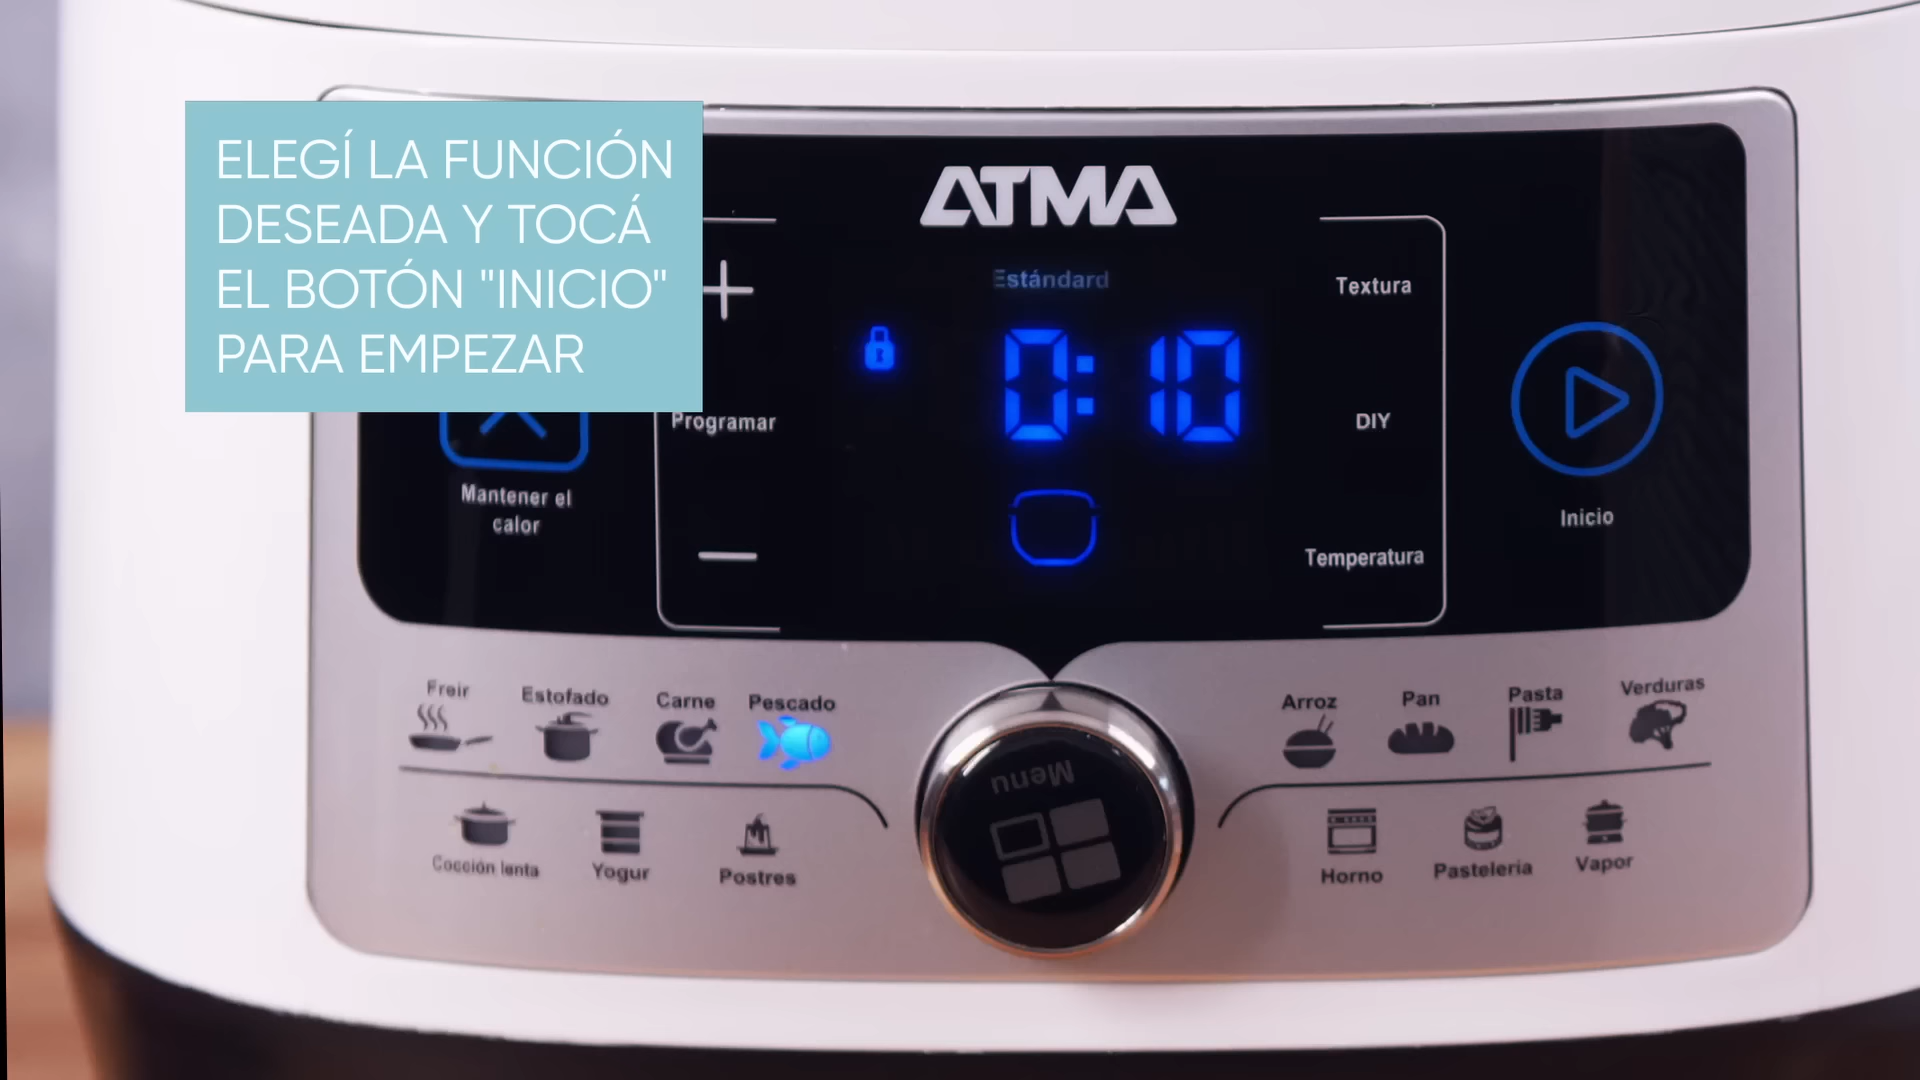 ELEGÍ LA FUNCIÓN
DESEADA Y TOCÁ
EL BOTÓN "INICIO"
PARA EMPEZAR
ATMA
Estándard
Textura
0:10
Programar
DIY
Mantener el
calor
Inicio
Temperatura
Freir
Estofado
Carne
Pescado
Arroz
Pan
Pasta
Verduras
Menu
Cocción lenta
Yogur
Postres
Horno
Pastelería
Vapor